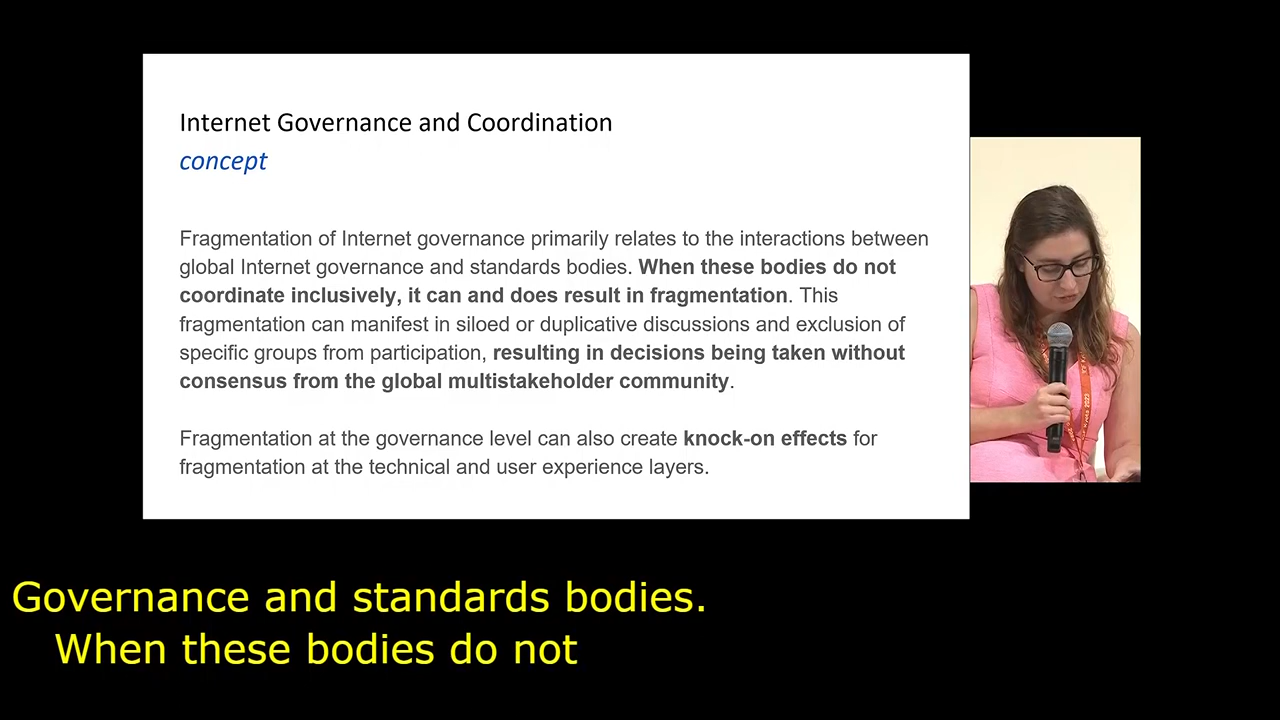 Internet Governance and Coordination
concept
Fragmentation of Internet governance primarily relates to the interactions between
global Internet governance and standards bodies. When these bodies do not
coordinate inclusively, it can and does result in fragmentation. This
fragmentation can manifest in siloed or duplicative discussions and exclusion of
specific groups from participation, resulting in decisions being taken without
consensus from the global multistakeholder community.
Fragmentation at the governance level can also create knock-on effects for
fragmentation at the technical and user experience layers.
Governance and standards bodies.
When these bodies do not